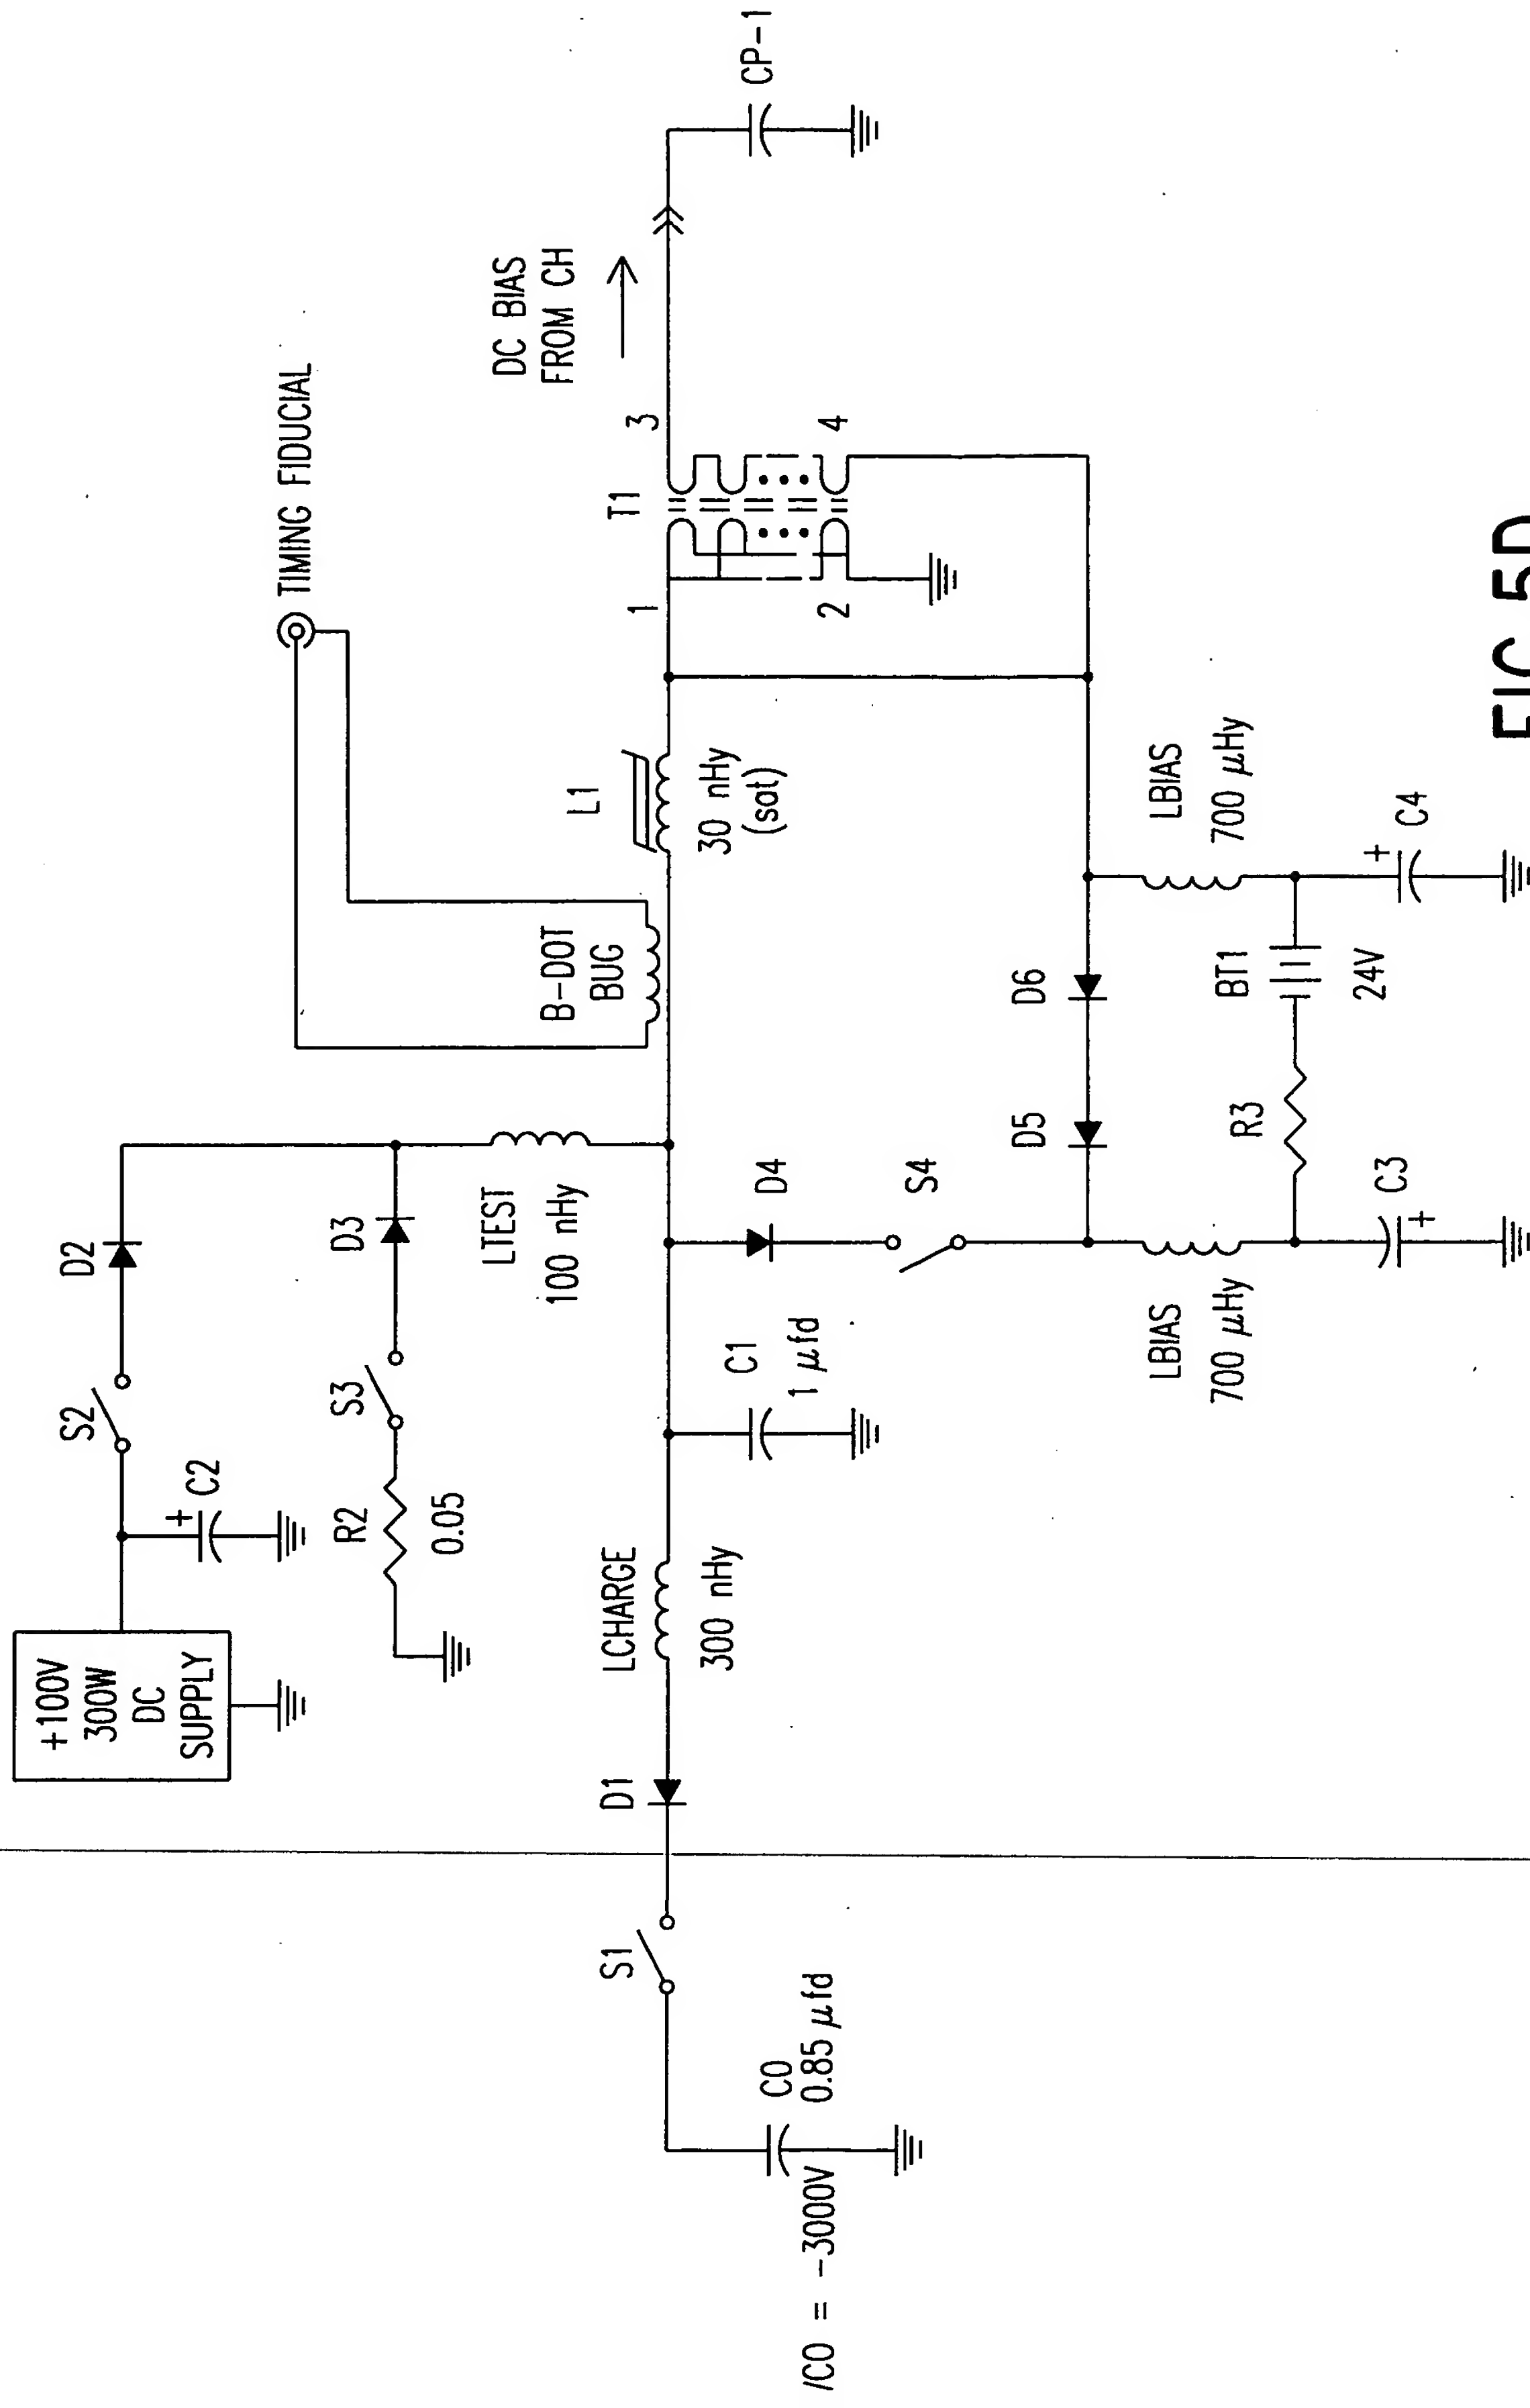 +100V
300W
DC
SUPPLY
S2
D2
C2
+
S3
D3
R2
0.05
LTEST
100 nHy
TIMING FIDUCIAL
B-DOT
BUG
L1
30 nHy
(sat)
T1
1
2
3
4
DC BIAS
FROM CH
CP-1
S1
D1
LCHARGE
300 nHy
C1
1 μfd
D4
S4
D5
D6
C0
0.85 μfd
/C0 = -3000V
LBIAS
700 μHy
LBIAS
700 μHy
R3
BT1
24V
C3
+
C4
+